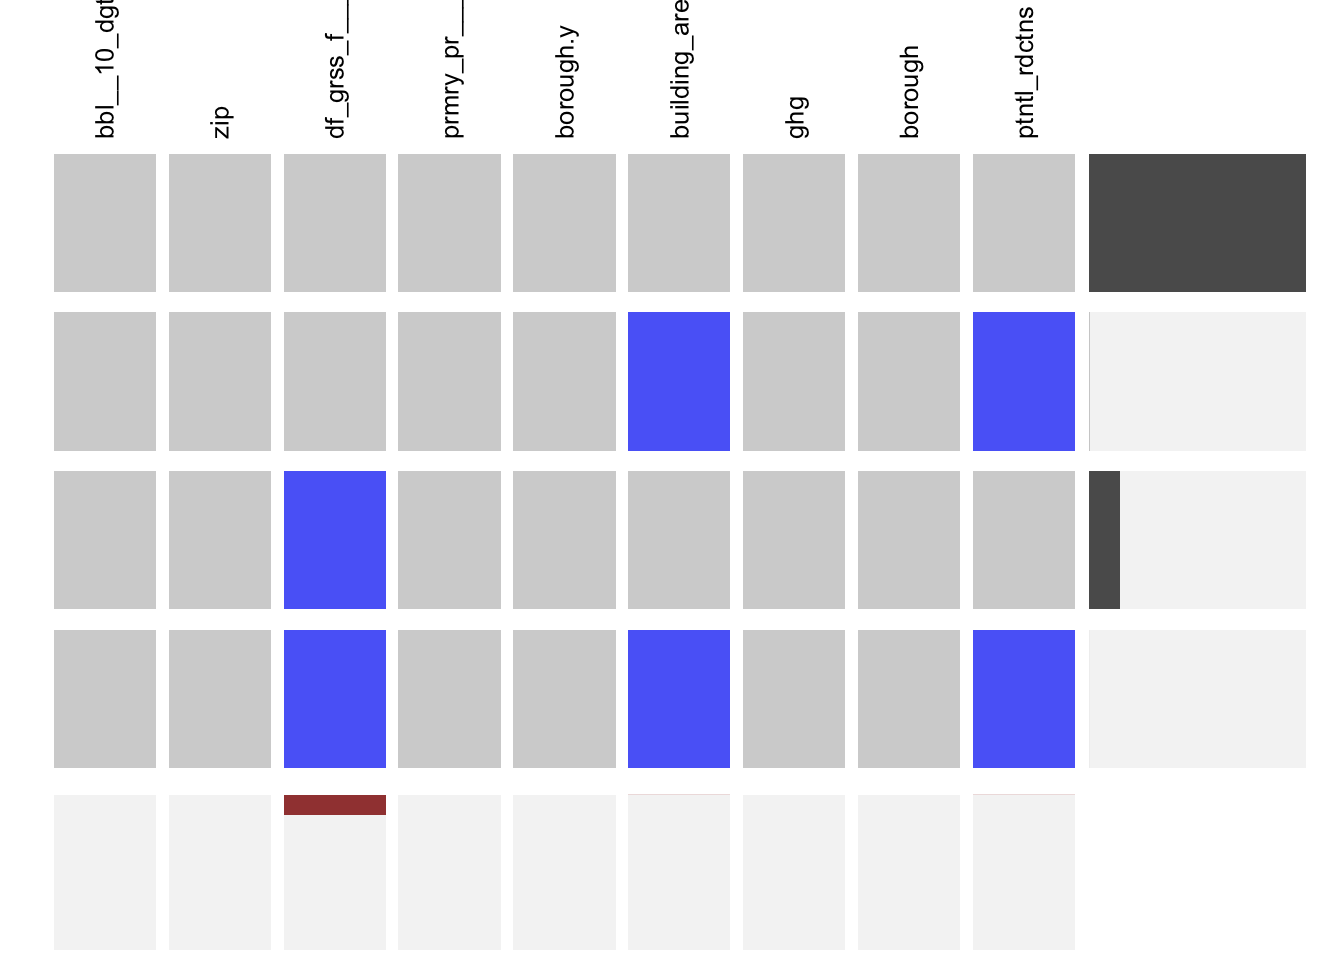 bbl__10_dgt
zip
df_grss_f__
prmry_pr__
borough.y
building_are
ghg
borough
ptntl_rdctns